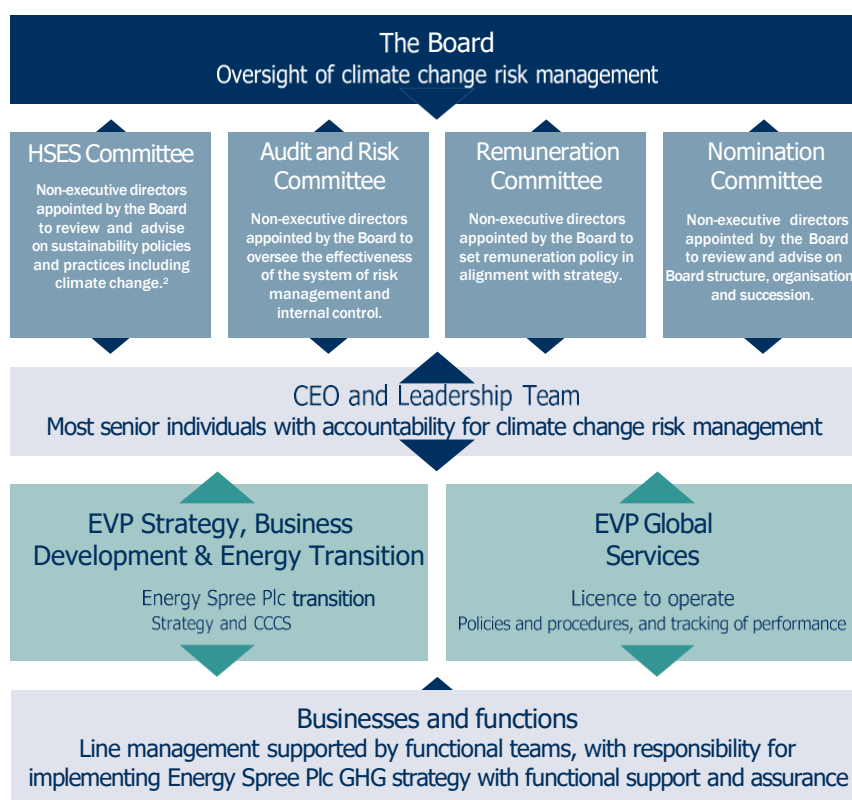 The Board
Oversight of climate change risk management
HSES Committee
Non-executive directors
appointed by the Board
to review and advise
on sustainability policies
and practices including
climate change.²
Audit and Risk
Committee
Non-executive directors
appointed by the Board to
oversee the effectiveness
of the system of risk
management and
internal control.
Remuneration
Committee
Non-executive directors
appointed by the Board to
set remuneration policy in
alignment with strategy.
Nomination
Committee
Non-executive directors
appointed by the Board
to review and advise on
Board structure, organisation
and succession.
CEO and Leadership Team
Most senior individuals with accountability for climate change risk management
EVP Strategy, Business
Development & Energy Transition
Energy Spree Plc transition
Strategy and CCCS
EVP Global
Services
Licence to operate
Policies and procedures, and tracking of performance
Businesses and functions
Line management supported by functional teams, with responsibility for
implementing Energy Spree Plc GHG strategy with functional support and assurance